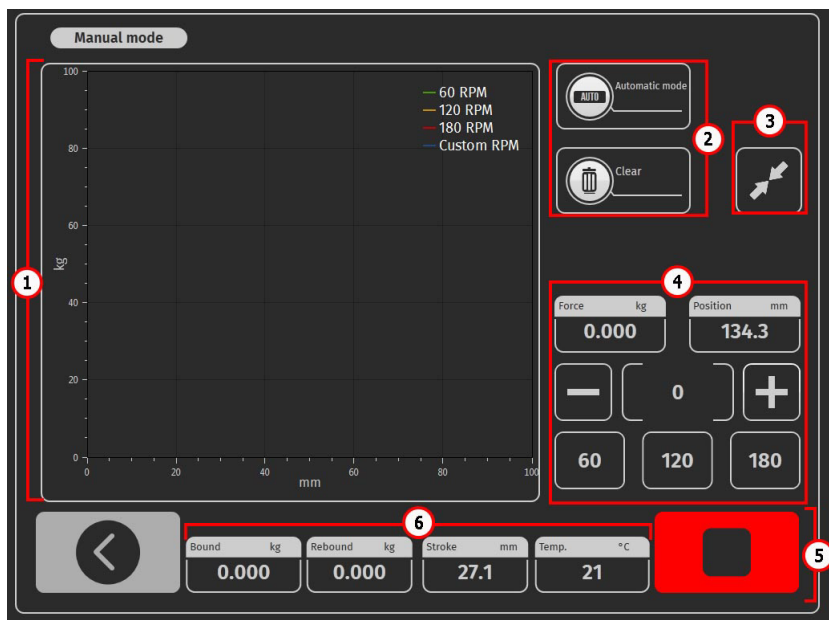 Manual mode
1
100
80
60
40
20
0
kg
0 20 40 60 80 100
mm
60 RPM
120 RPM
180 RPM
Custom RPM
AUTO
Automatic mode
Clear
2
3
4
Force kg
0.000
Position mm
134.3
0
60 120 180
5
6
Bound kg
0.000
Rebound kg
0.000
Stroke mm
27.1
Temp. °C
21